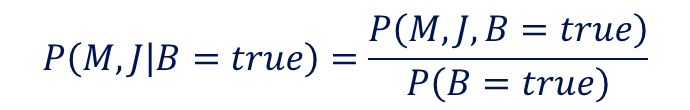 P(M, J|B = true) = P(M, J, B = true) / P(B = true)